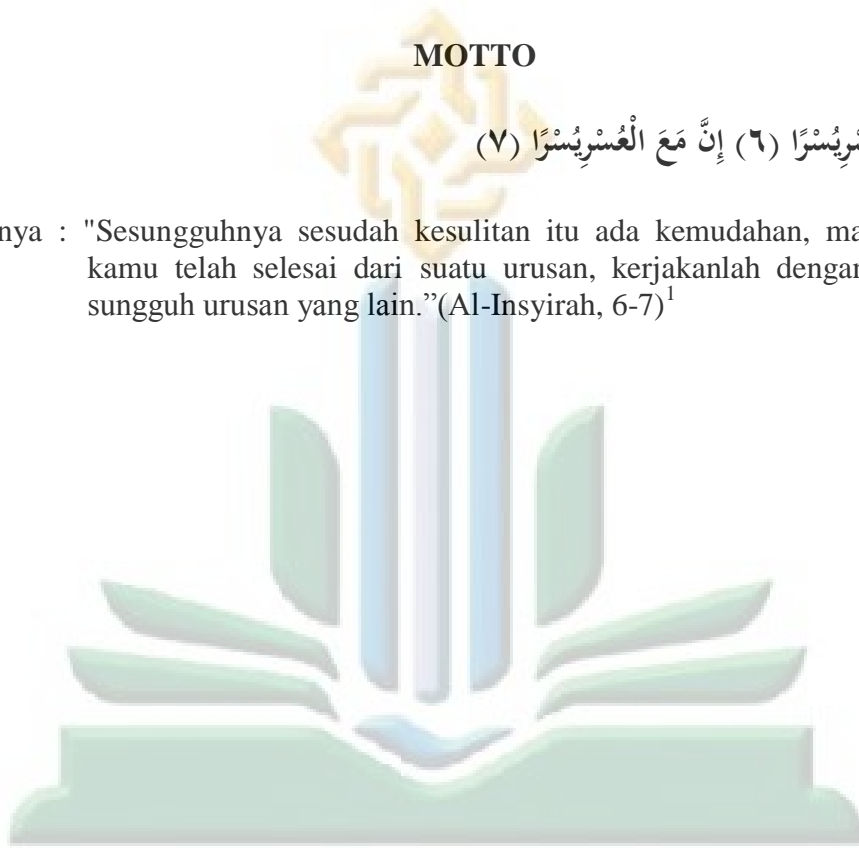 MOTTO
سْرِيُسْرًا (٦) إِنَّ مَعَ الْعُسْرِيُسْرًا (٧)
nya : "Sesungguhnya sesudah kesulitan itu ada kemudahan, ma
kamu telah selesai dari suatu urusan, kerjakanlah dengan
sungguh urusan yang lain.”(Al-Insyirah, 6-7)¹